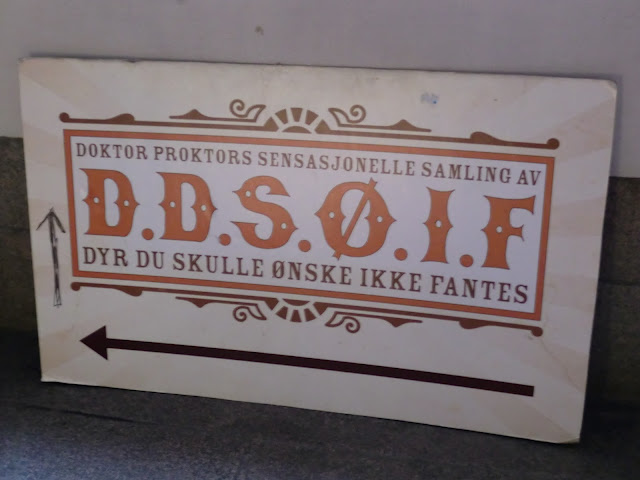 DOKTOR PROKTORS SENSASJONELLE SAMLING AV
D.D.S.Ø.I.F
DYR DU SKULLE ØNSKE IKKE FANTES